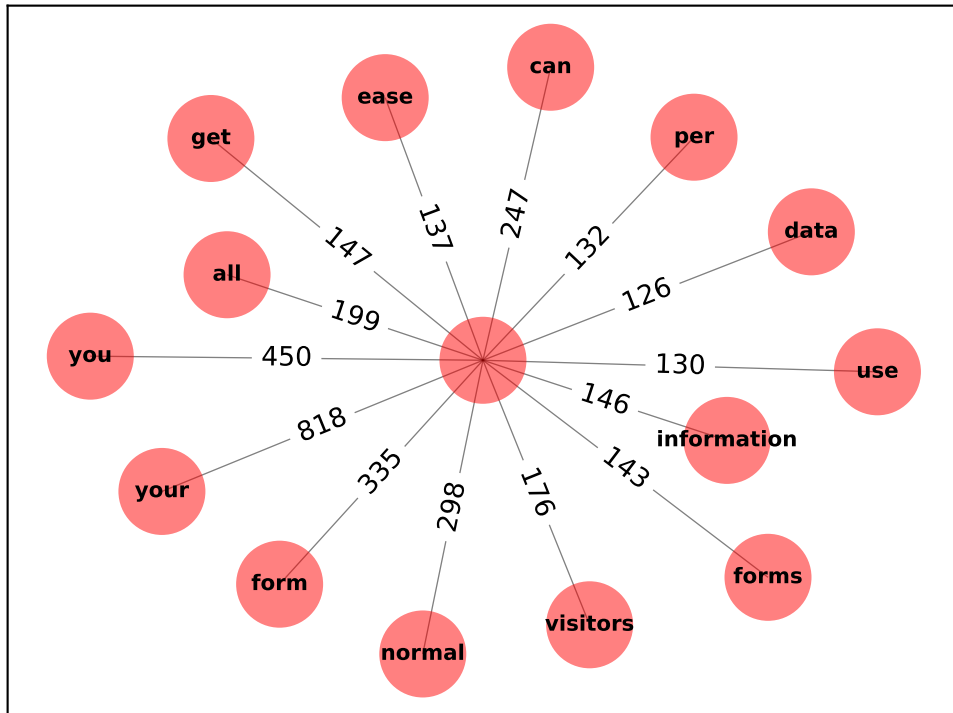 can
ease
per
get
247
137
132
data
147
all
126
199
you
450
130
use
146
information
818
your
335
143
176
298
form
forms
visitors
normal